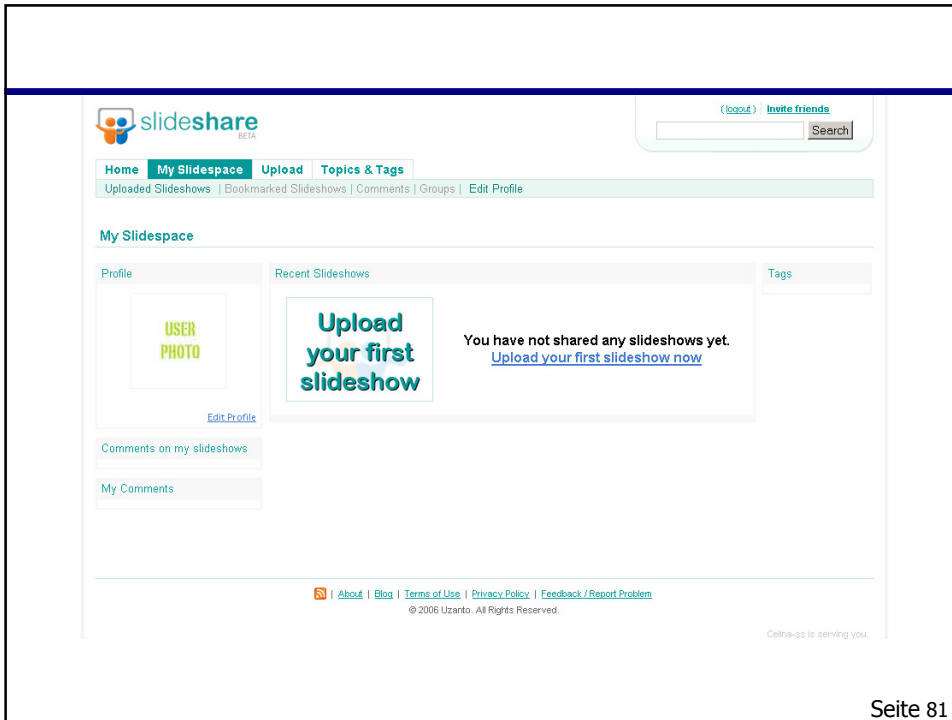 slideshare
BETA
(logout) | Invite friends
Search
Home My Slidespace Upload Topics & Tags
Uploaded Slideshows | Bookmarked Slideshows | Comments | Groups | Edit Profile
My Slidespace
Profile
USER
PHOTO
Edit Profile
Comments on my slideshows
My Comments
Recent Slideshows
Upload
your first
slideshow
You have not shared any slideshows yet.
Upload your first slideshow now
Tags
| About | Blog | Terms of Use | Privacy Policy | Feedback / Report Problem
© 2006 Uzanto. All Rights Reserved.
Celina-ss is serving you.
Seite 81